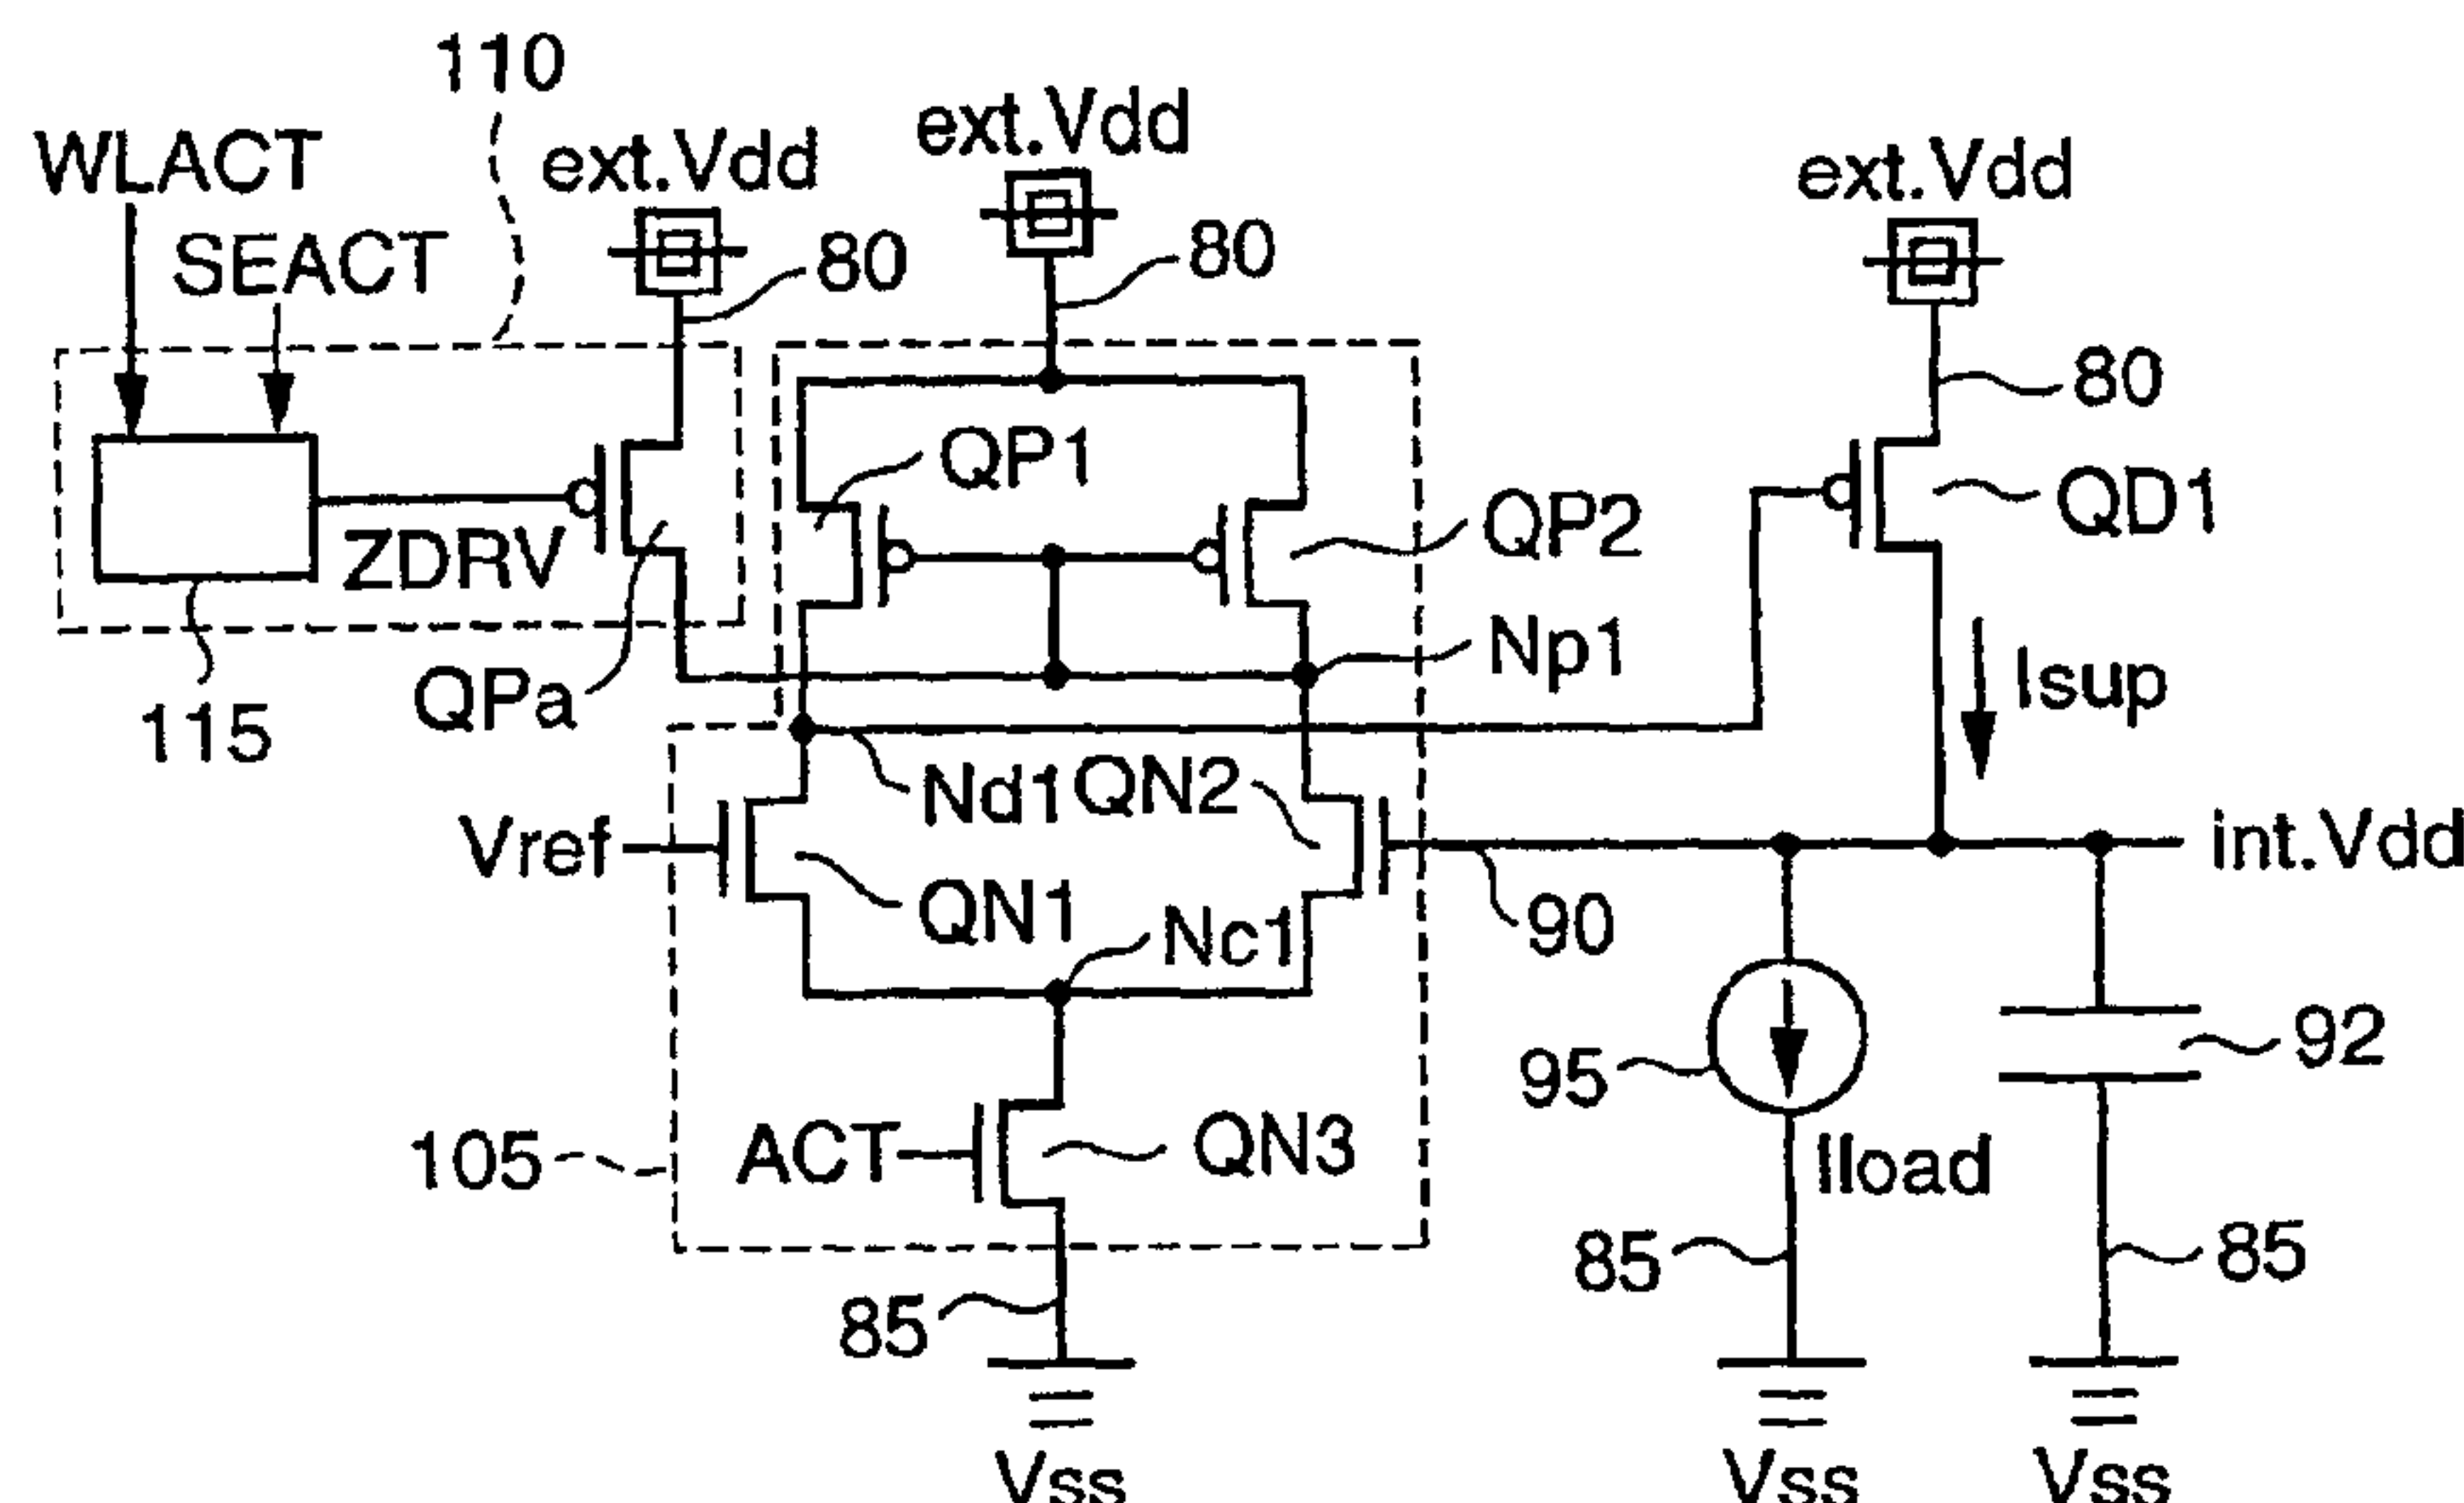 110
WLACT
SEACT
ext.Vdd
ext.Vdd
ext.Vdd
80
80
80
QP1
QP2
QD1
ZDRV
QPa
115
Np1
Isup
Nd1
QN2
Vref
QN1
Nc1
90
int.Vdd
95
92
105
ACT
QN3
Iload
85
85
85
Vss
Vss
Vss